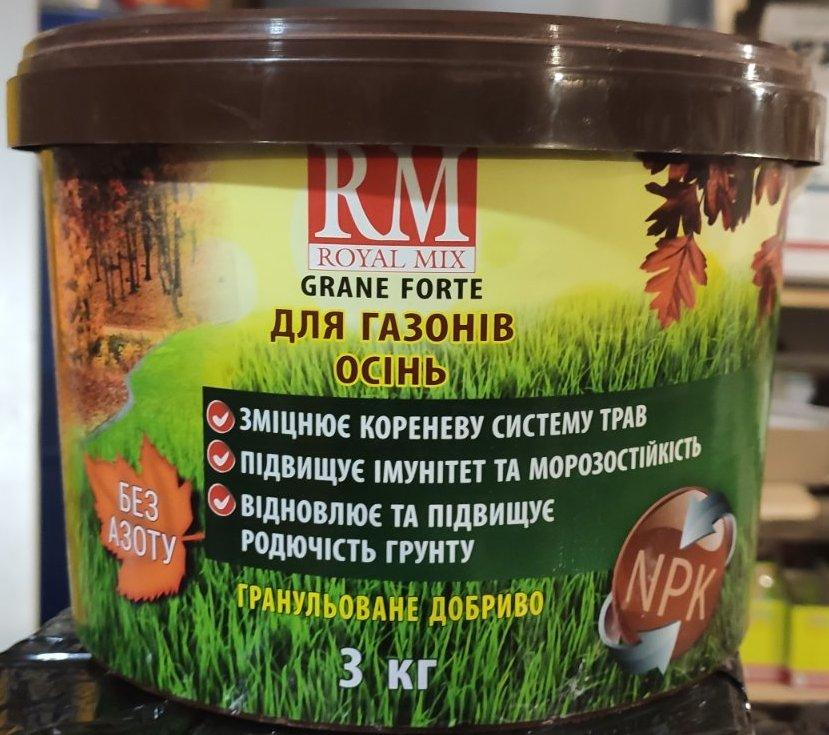 RM
ROYAL MIX
GRANE FORTE
ДЛЯ ГАЗОНІВ
ОСІНЬ
ЗМІЦНЮЄ КОРЕНЕВУ СИСТЕМУ ТРАВ
ПІДВИЩУЄ ІМУНІТЕТ ТА МОРОЗОСТІЙКІСТЬ
ВІДНОВЛЮЄ ТА ПІДВИЩУЄ
РОДЮЧІСТЬ ГРУНТУ
БЕЗ
АЗОТУ
NPK
ГРАНУЛЬОВАНЕ ДОБРИВО
3 КГ